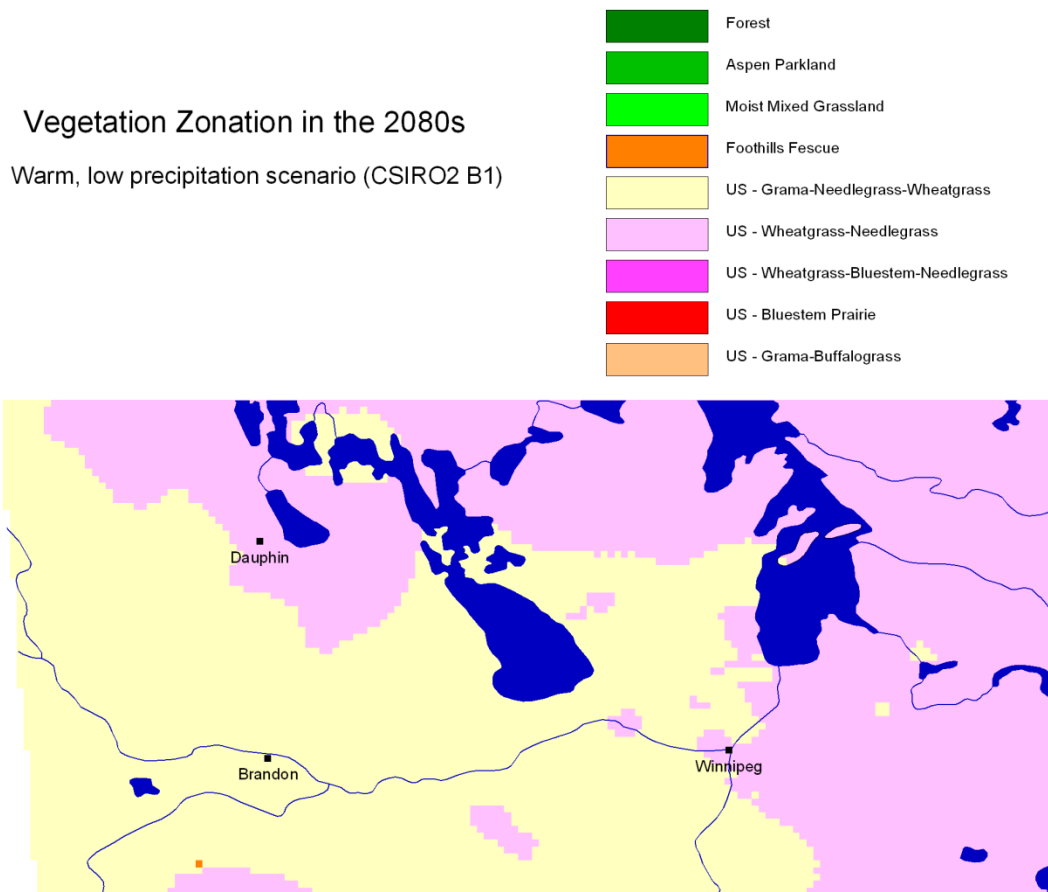 Vegetation Zonation in the 2080s
Warm, low precipitation scenario (CSIRO2 B1)
Forest
Aspen Parkland
Moist Mixed Grassland
Foothills Fescue
US - Grama-Needlegrass-Wheatgrass
US - Wheatgrass-Needlegrass
US - Wheatgrass-Bluestem-Needlegrass
US - Bluestem Prairie
US - Grama-Buffalograss
Dauphin
Brandon
Winnipeg